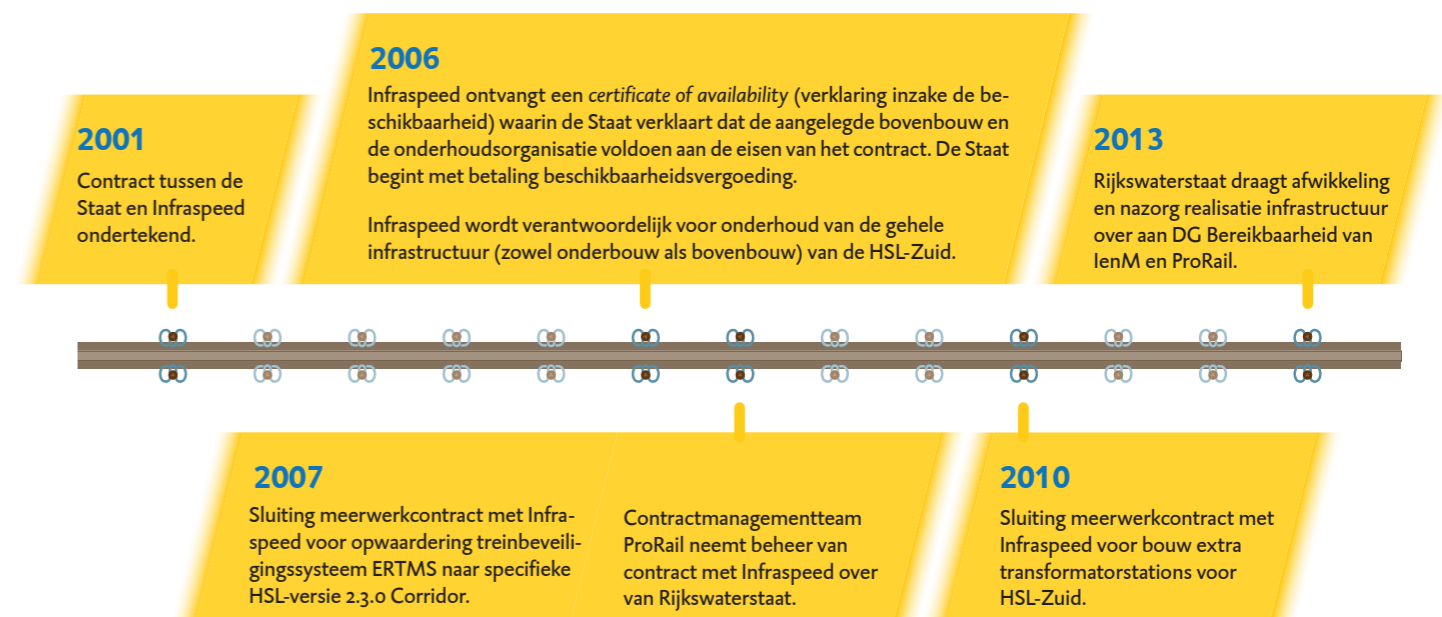 2001
Contract tussen de
Staat en Infraspeed
ondertekend.
2006
Infraspeed ontvangt een certificate of availability (verklaring inzake de be-
schikbaarheid) waarin de Staat verklaart dat de aangelegde bovenbouw en
de onderhoudsorganisatie voldoen aan de eisen van het contract. De Staat
begint met betaling beschikbaarheidsvergoeding.
Infraspeed wordt verantwoordelijk voor onderhoud van de gehele
infrastructuur (zowel onderbouw als bovenbouw) van de HSL-Zuid.
2013
Rijkswaterstaat draagt afwikkeling
en nazorg realisatie infrastructuur
over aan DG Bereikbaarheid van
IenM en ProRail.
2007
Sluiting meerwerkcontract met Infra-
speed voor opwaardering treinbeveili-
gingssysteem ERTMS naar specifieke
HSL-versie 2.3.0 Corridor.
Contractmanagementteam
ProRail neemt beheer van
contract met Infraspeed over
van Rijkswaterstaat.
2010
Sluiting meerwerkcontract met
Infraspeed voor bouw extra
transformatorstations voor
HSL-Zuid.